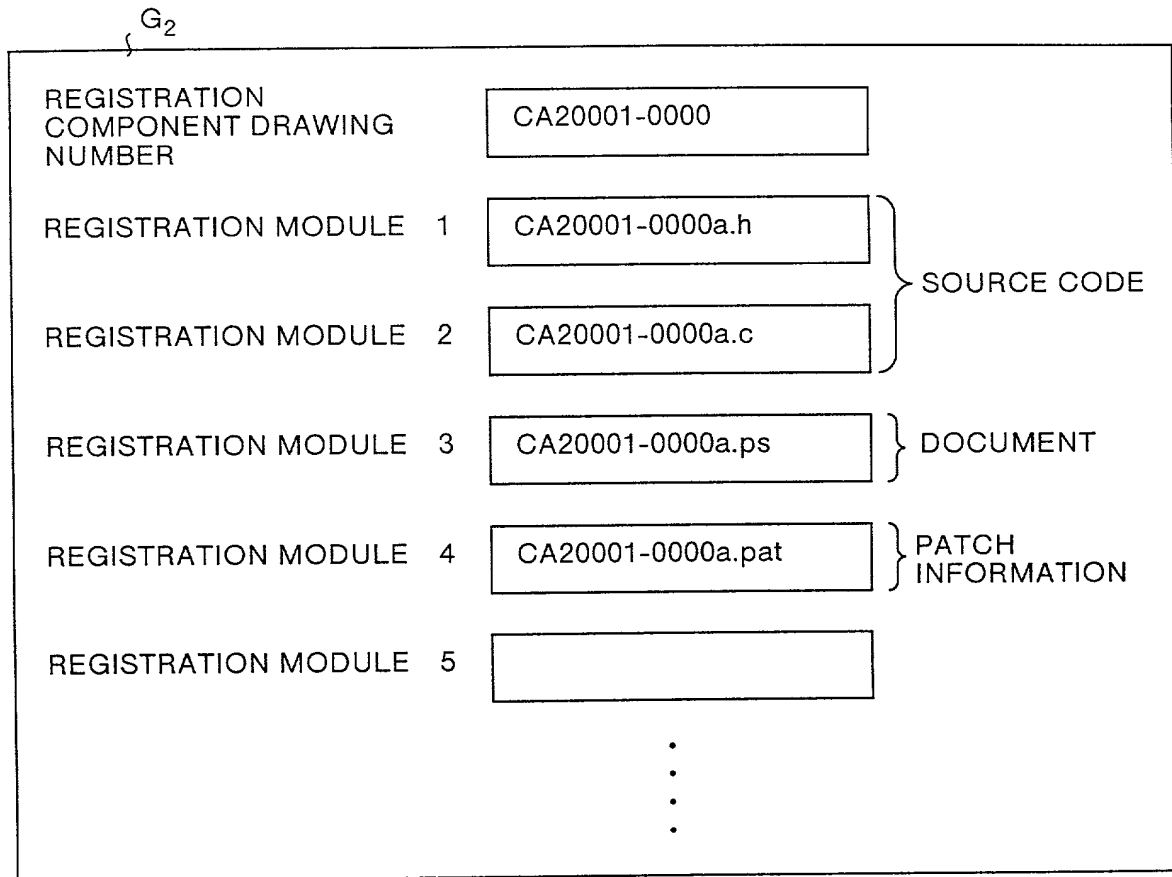 G2
REGISTRATION
COMPONENT DRAWING
NUMBER
CA20001-0000
REGISTRATION MODULE 1 CA20001-0000a.h
SOURCE CODE
REGISTRATION MODULE 2 CA20001-0000a.c
REGISTRATION MODULE 3 CA20001-0000a.ps DOCUMENT
REGISTRATION MODULE 4 CA20001-0000a.pat PATCH
INFORMATION
REGISTRATION MODULE 5